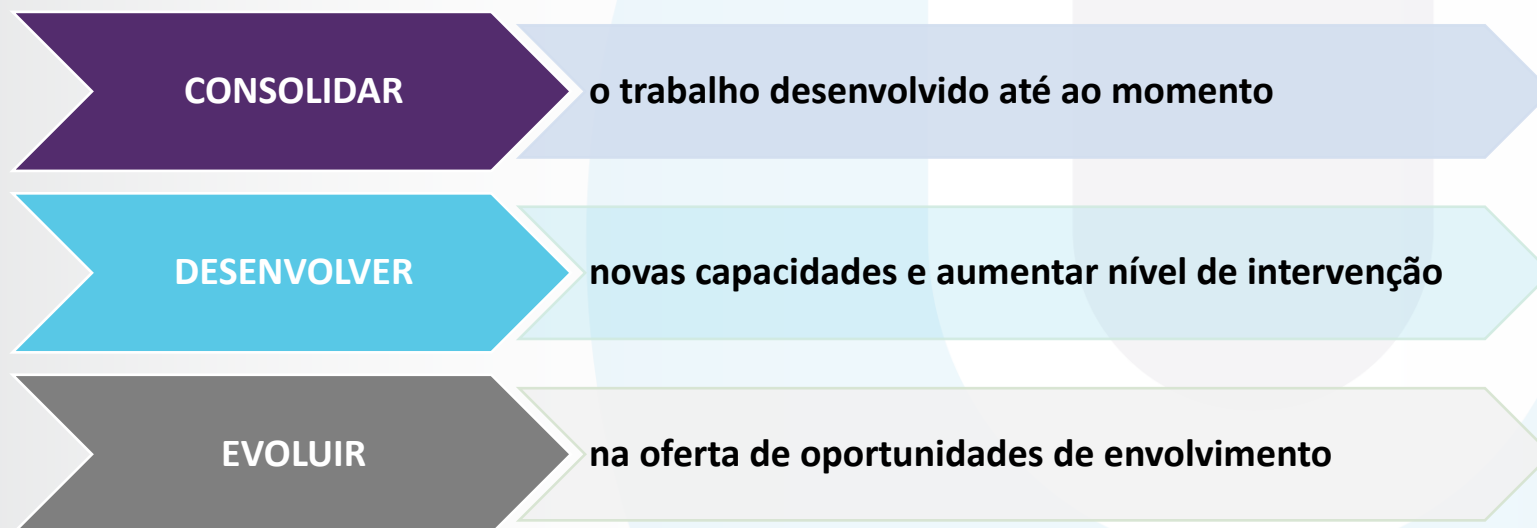 CONSOLIDAR o trabalho desenvolvido até ao momento
DESENVOLVER novas capacidades e aumentar nível de intervenção
EVOLUIR na oferta de oportunidades de envolvimento